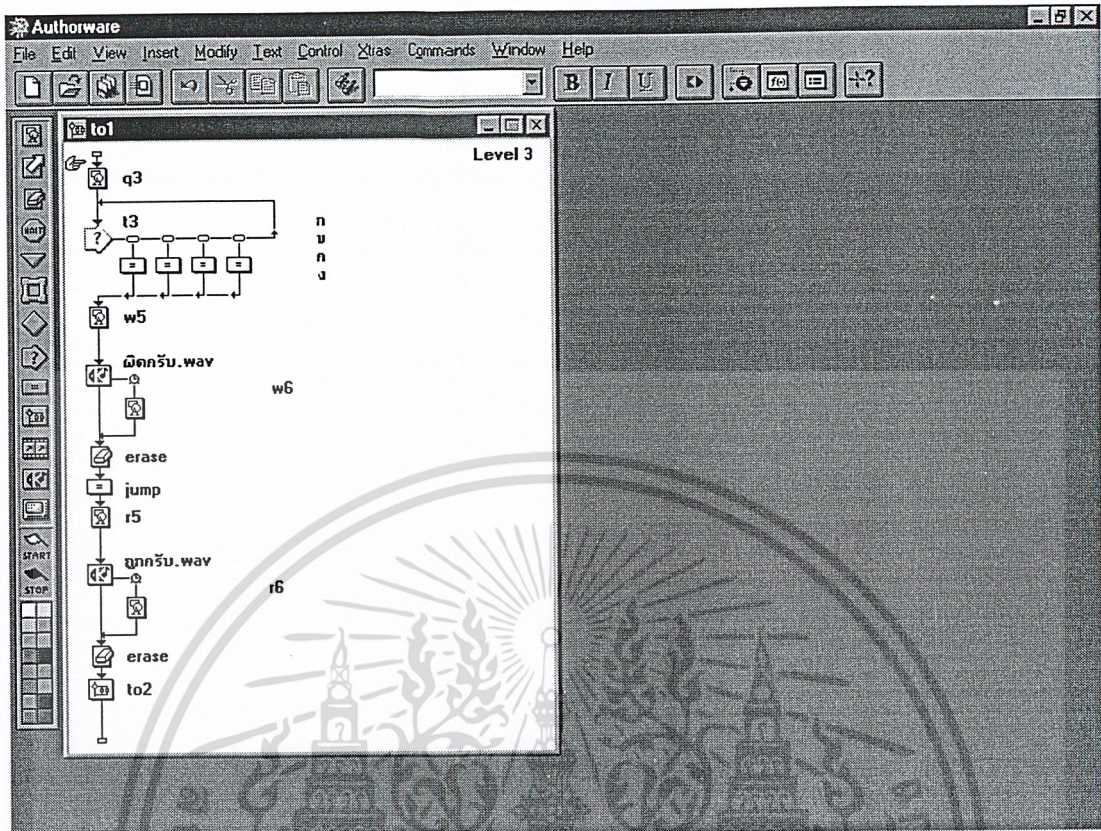 Authorware
File Edit View Insert Modify Text Control Xtras Commands Window Help
B I U
to1
Level 3
q3
t3
ก
ข
ค
ง
w5
ผิดครับ.wav
w6
erase
jump
r5
ถูกครับ.wav
r6
erase
to2
WAIT
START
STOP